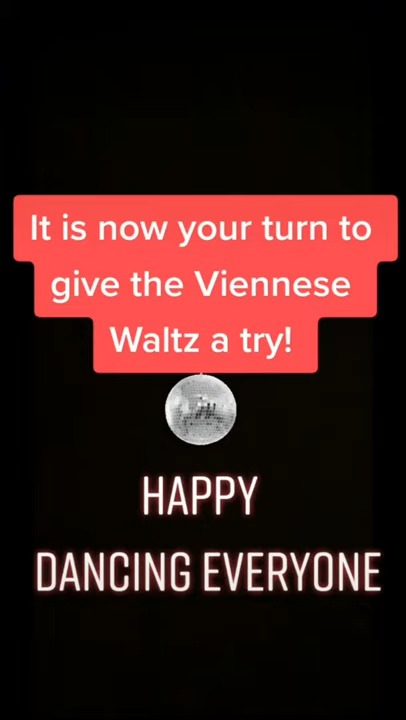 It is now your turn to
give the Viennese
Waltz a try!
HAPPY
DANCING EVERYONE